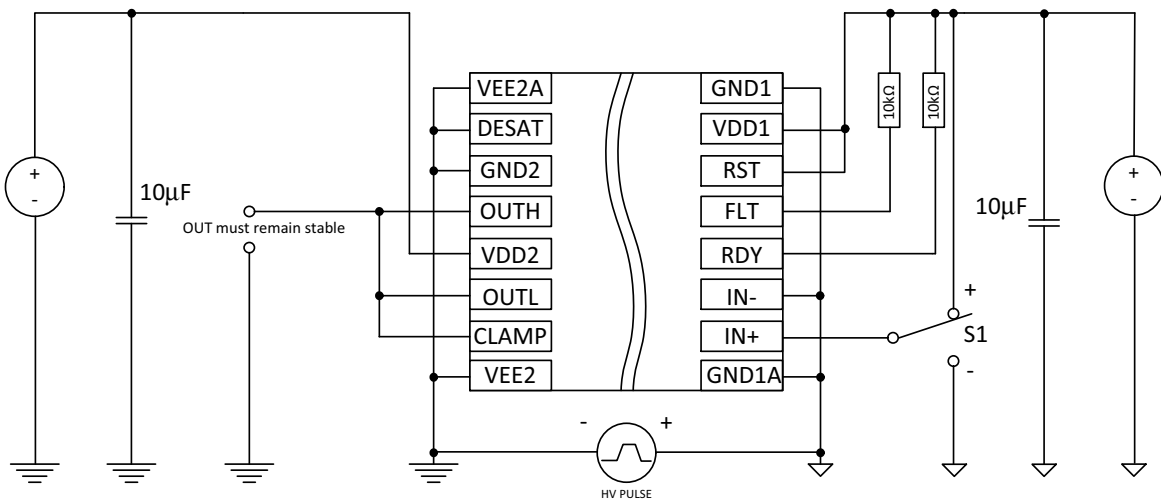 VEE2A
DESAT
GND2
OUTH
VDD2
OUTL
CLAMP
VEE2
GND1
VDD1
RST
FLT
RDY
IN-
IN+
GND1A
+
-
10µF
OUT must remain stable
10kΩ
10kΩ
10µF
+
-
+
S1
-
-
+
HV PULSE